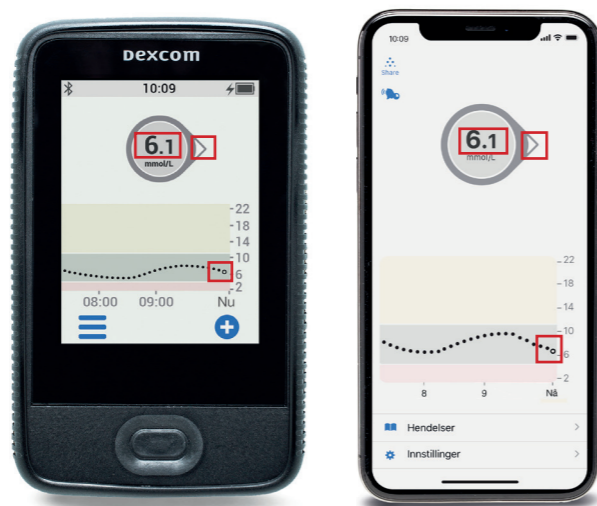 Dexcom
10:09
6.1
mmol/L
22
18
14
10
6
2
08:00 09:00 Nu
10:09
Share
6.1
mmol/L
22
18
14
10
6
2
8 9 Nå
Hendelser
Innstillinger